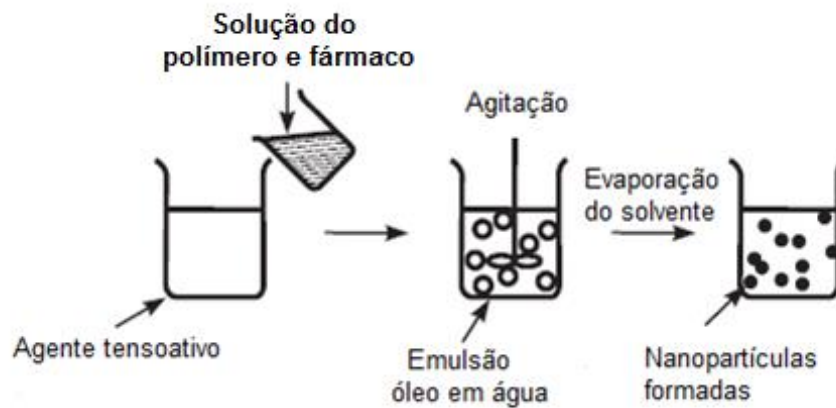 Solução do
polímero e fármaco
Agitação
Evaporação
do solvente
Agente tensoativo
Emulsão
óleo em água
Nanopartículas
formadas